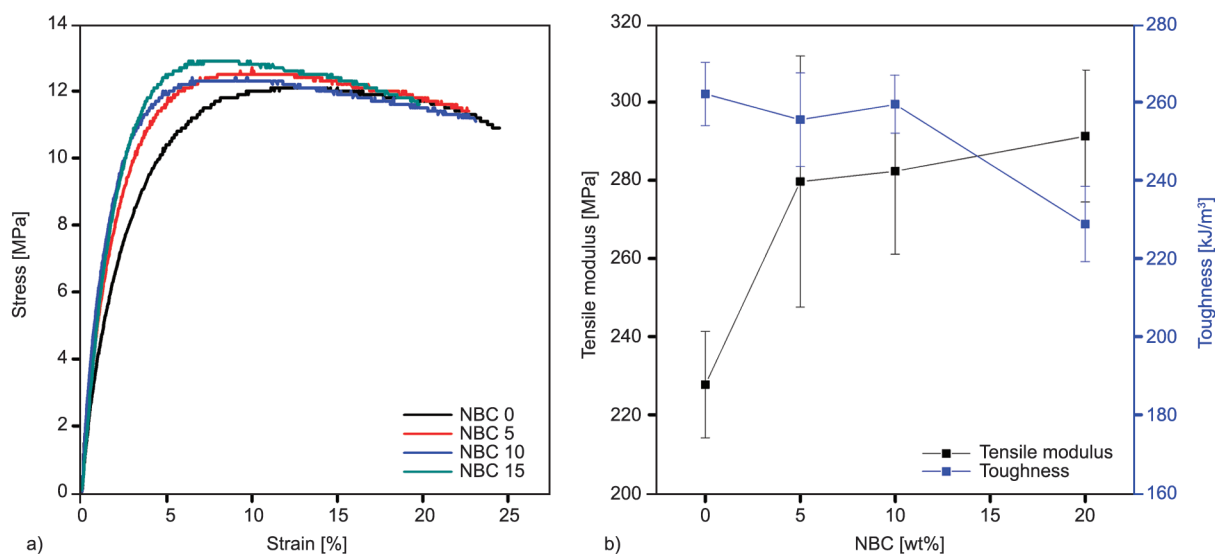 14
12
10
8
6
4
2
0
Stress [MPa]
0 5 10 15 20 25
Strain [%]
NBC 0
NBC 5
NBC 10
NBC 15
a)
320
300
280
260
240
220
200
Tensile modulus [MPa]
280
260
240
220
200
180
160
Toughness [kJ/m³]
Tensile modulus
Toughness
0 5 10 15 20
NBC [wt%]
b)